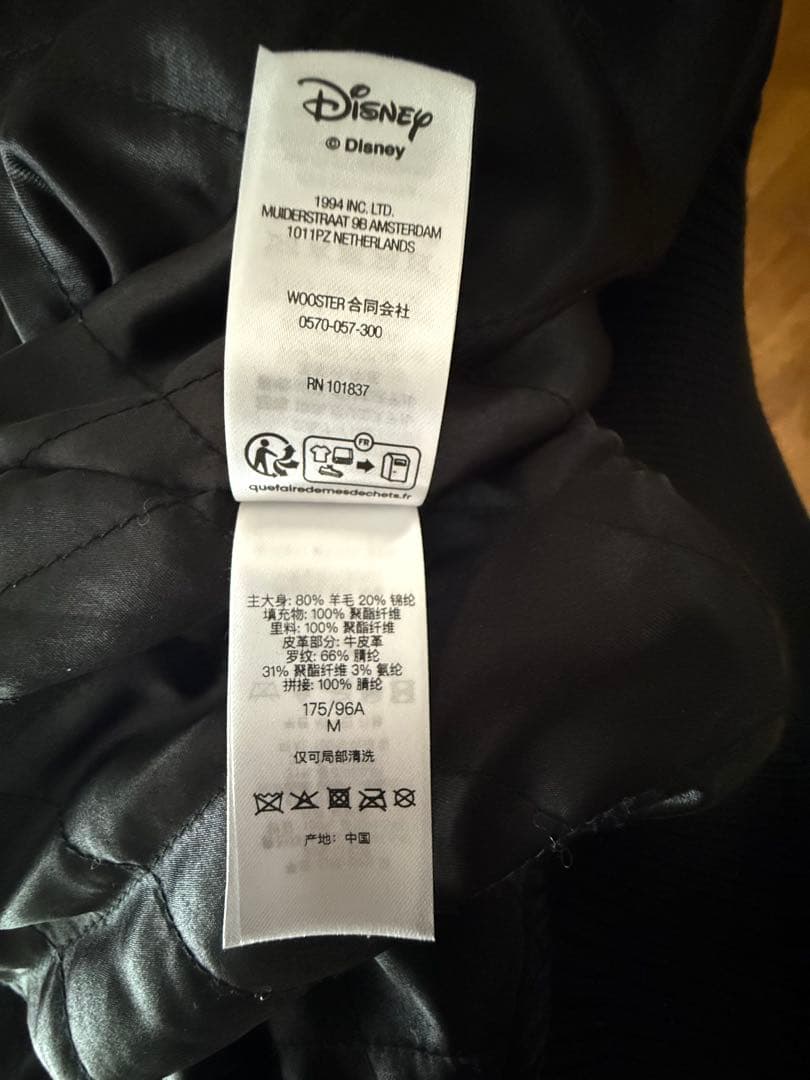 Disney
© Disney
1994 INC. LTD.
MUIDERSTRAAT 9B AMSTERDAM
1011PZ NETHERLANDS
WOOSTER 合同会社
0570-057-300
RN 101837
FR
quefairedemesdechets.fr
主大身: 80% 羊毛 20% 锦纶
填充物: 100% 聚酯纤维
里料: 100% 聚酯纤维
皮革部分: 牛皮革
罗纹: 66% 腈纶
31% 聚酯纤维 3% 氨纶
拼接: 100% 腈纶
175/96A
M
仅可局部清洗
产地: 中国